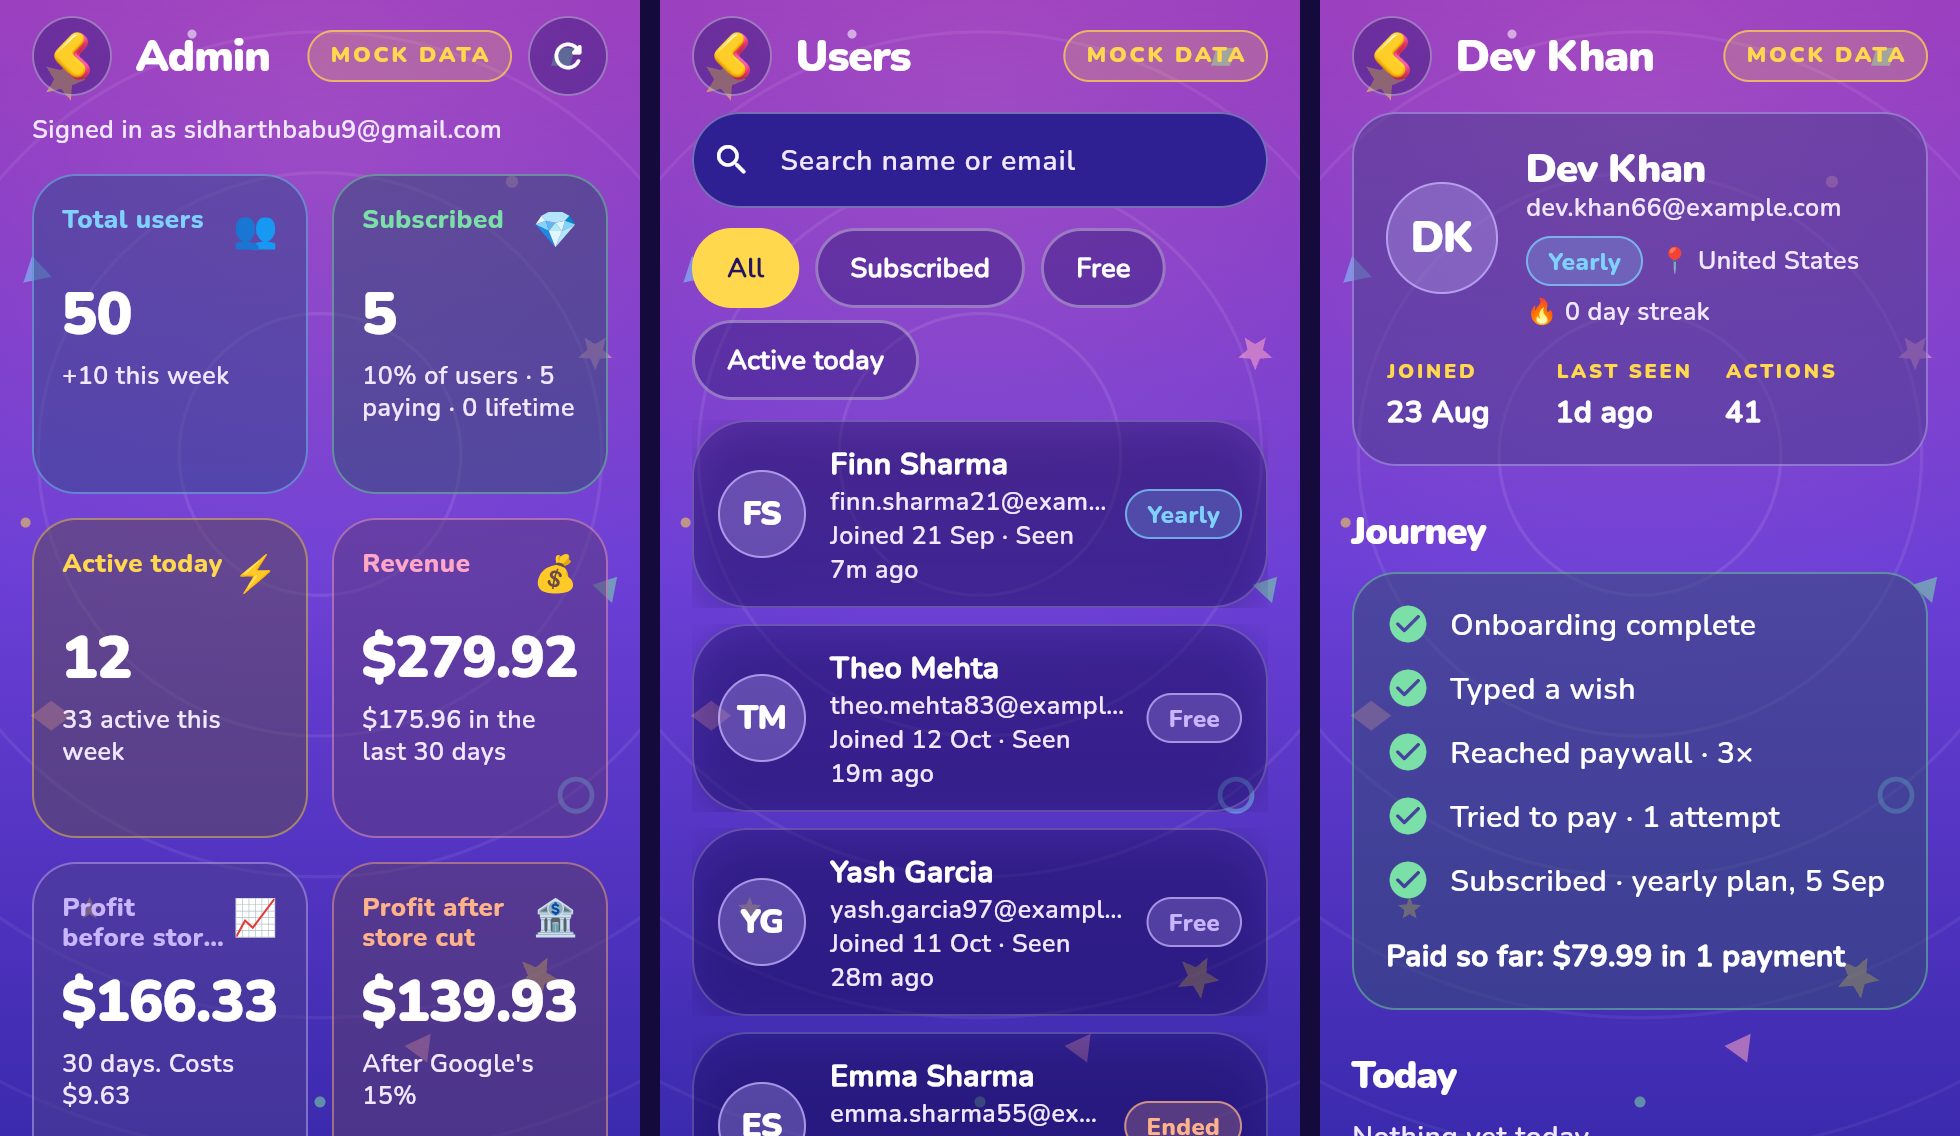 Admin
MOCK DATA
Signed in as sidharthbabu9@gmail.com
Total users
50
+10 this week
Subscribed
5
10% of users · 5
paying · 0 lifetime
Active today
12
33 active this
week
Revenue
$279.92
$175.96 in the
last 30 days
Profit
before stor...
$166.33
30 days. Costs
$9.63
Profit after
store cut
$139.93
After Google's
15%
Users
MOCK DATA
Search name or email
All
Subscribed
Free
Active today
FS
Finn Sharma
finn.sharma21@exam...
Joined 21 Sep · Seen
7m ago
Yearly
TM
Theo Mehta
theo.mehta83@exampl...
Joined 12 Oct · Seen
19m ago
Free
YG
Yash Garcia
yash.garcia97@exampl...
Joined 11 Oct · Seen
28m ago
Free
ES
Emma Sharma
emma.sharma55@ex...
Ended
Dev Khan
MOCK DATA
DK
Dev Khan
dev.khan66@example.com
Yearly
United States
0 day streak
JOINED
23 Aug
LAST SEEN
1d ago
ACTIONS
41
Journey
Onboarding complete
Typed a wish
Reached paywall · 3×
Tried to pay · 1 attempt
Subscribed · yearly plan, 5 Sep
Paid so far: $79.99 in 1 payment
Today
Nothing yet today